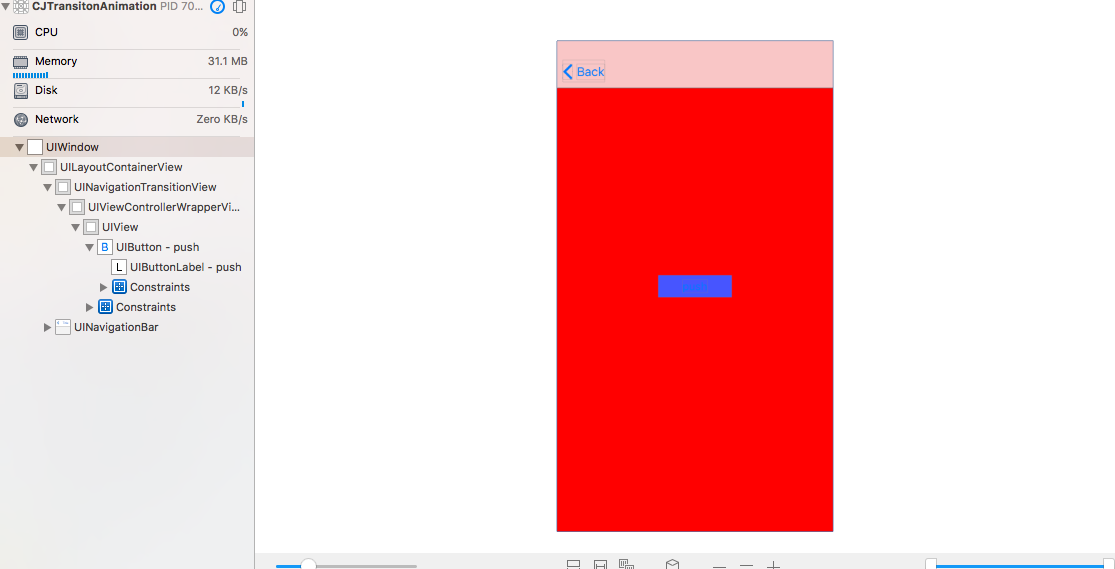 CJTransitonAnimation PID 70...
CPU 0%
Memory 31.1 MB
Disk 12 KB/s
Network Zero KB/s
UIWindow
UILayoutContainerView
UINavigationTransitionView
UIViewControllerWrapperVi...
UIView
B UIButton - push
L UIButtonLabel - push
Constraints
Constraints
UINavigationBar
Back